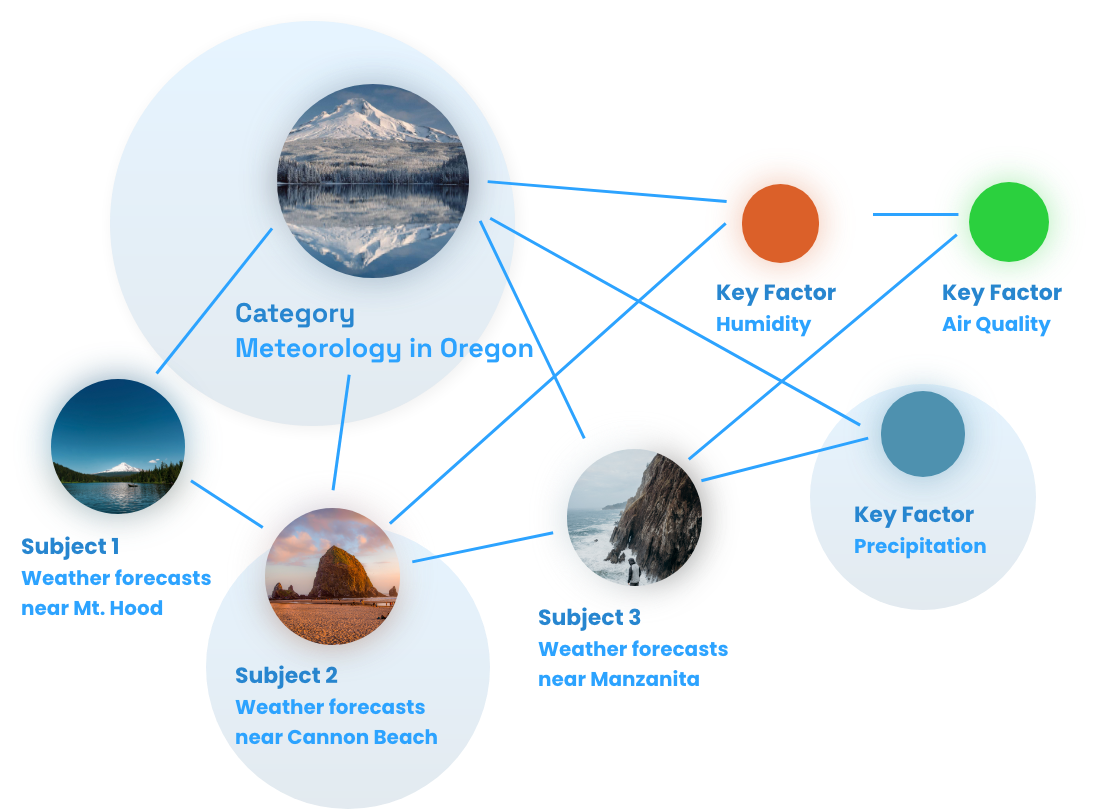 Category
Meteorology in Oregon
Key Factor
Humidity
Key Factor
Air Quality
Key Factor
Precipitation
Subject 1
Weather forecasts
near Mt. Hood
Subject 2
Weather forecasts
near Cannon Beach
Subject 3
Weather forecasts
near Manzanita